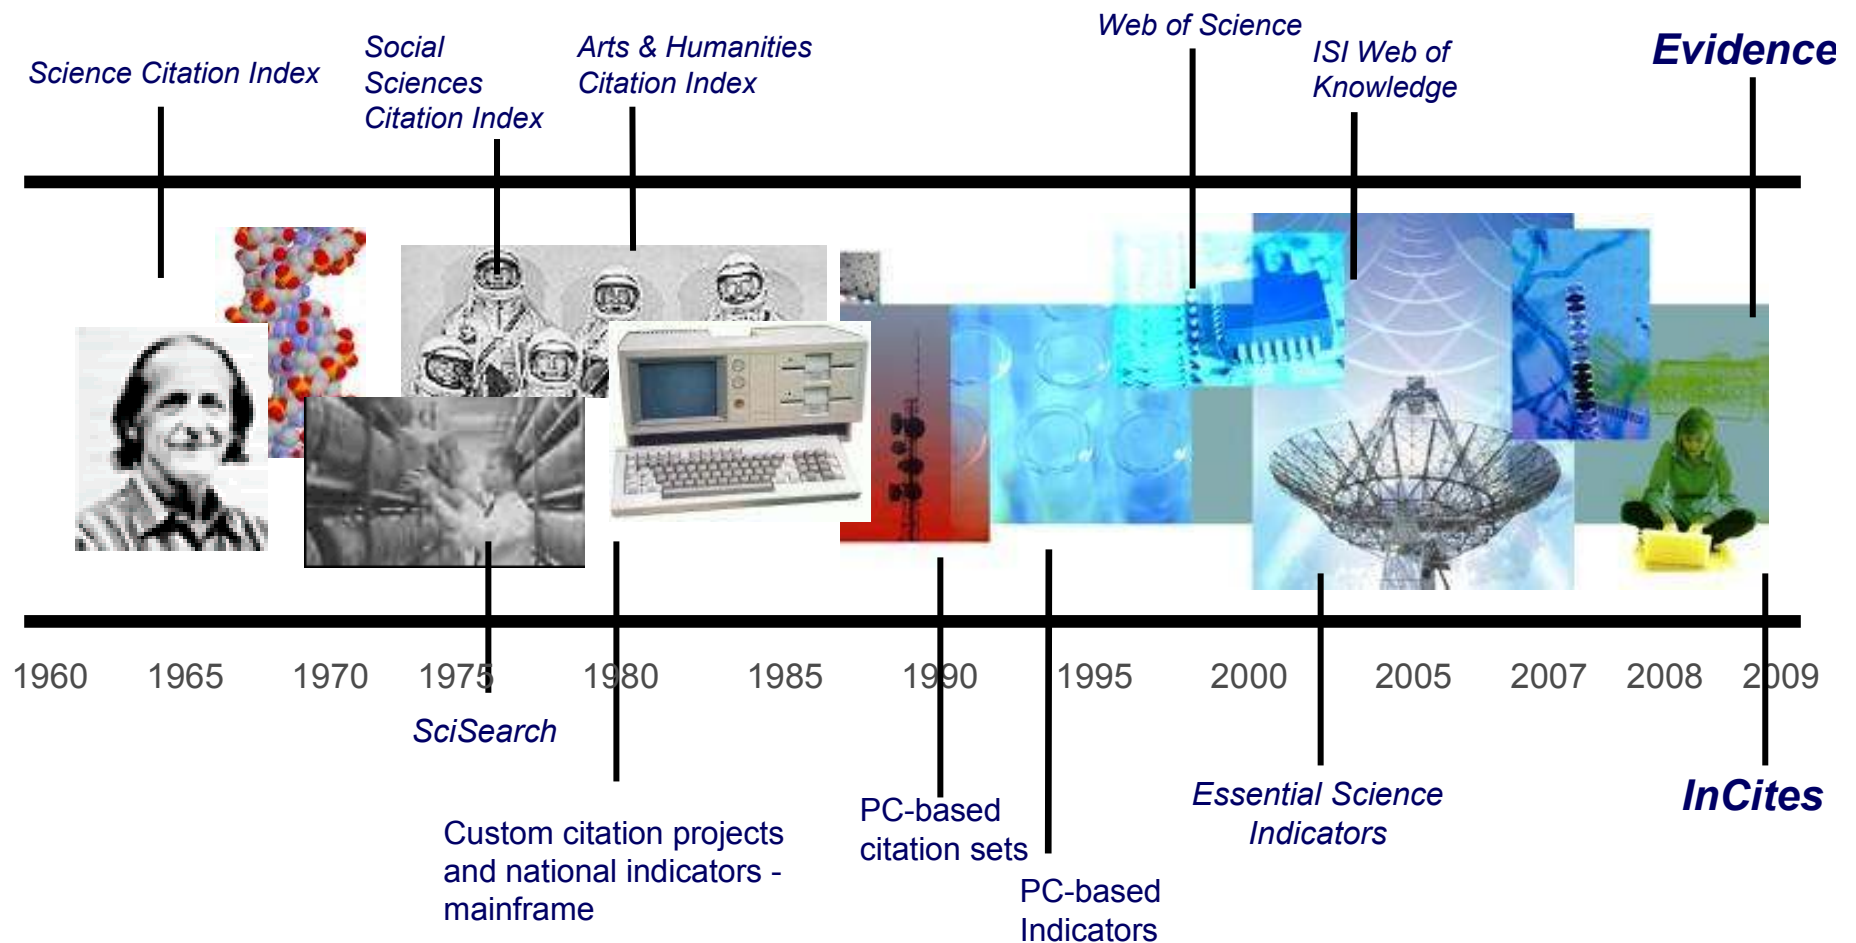 Science Citation Index
Social
Sciences
Citation Index
Arts & Humanities
Citation Index
Web of Science
ISI Web of
Knowledge
Evidence
1960 1965 1970 1975 1980 1985 1990 1995 2000 2005 2007 2008 2009
SciSearch
Custom citation projects
and national indicators -
mainframe
PC-based
citation sets
PC-based
Indicators
Essential Science
Indicators
InCites